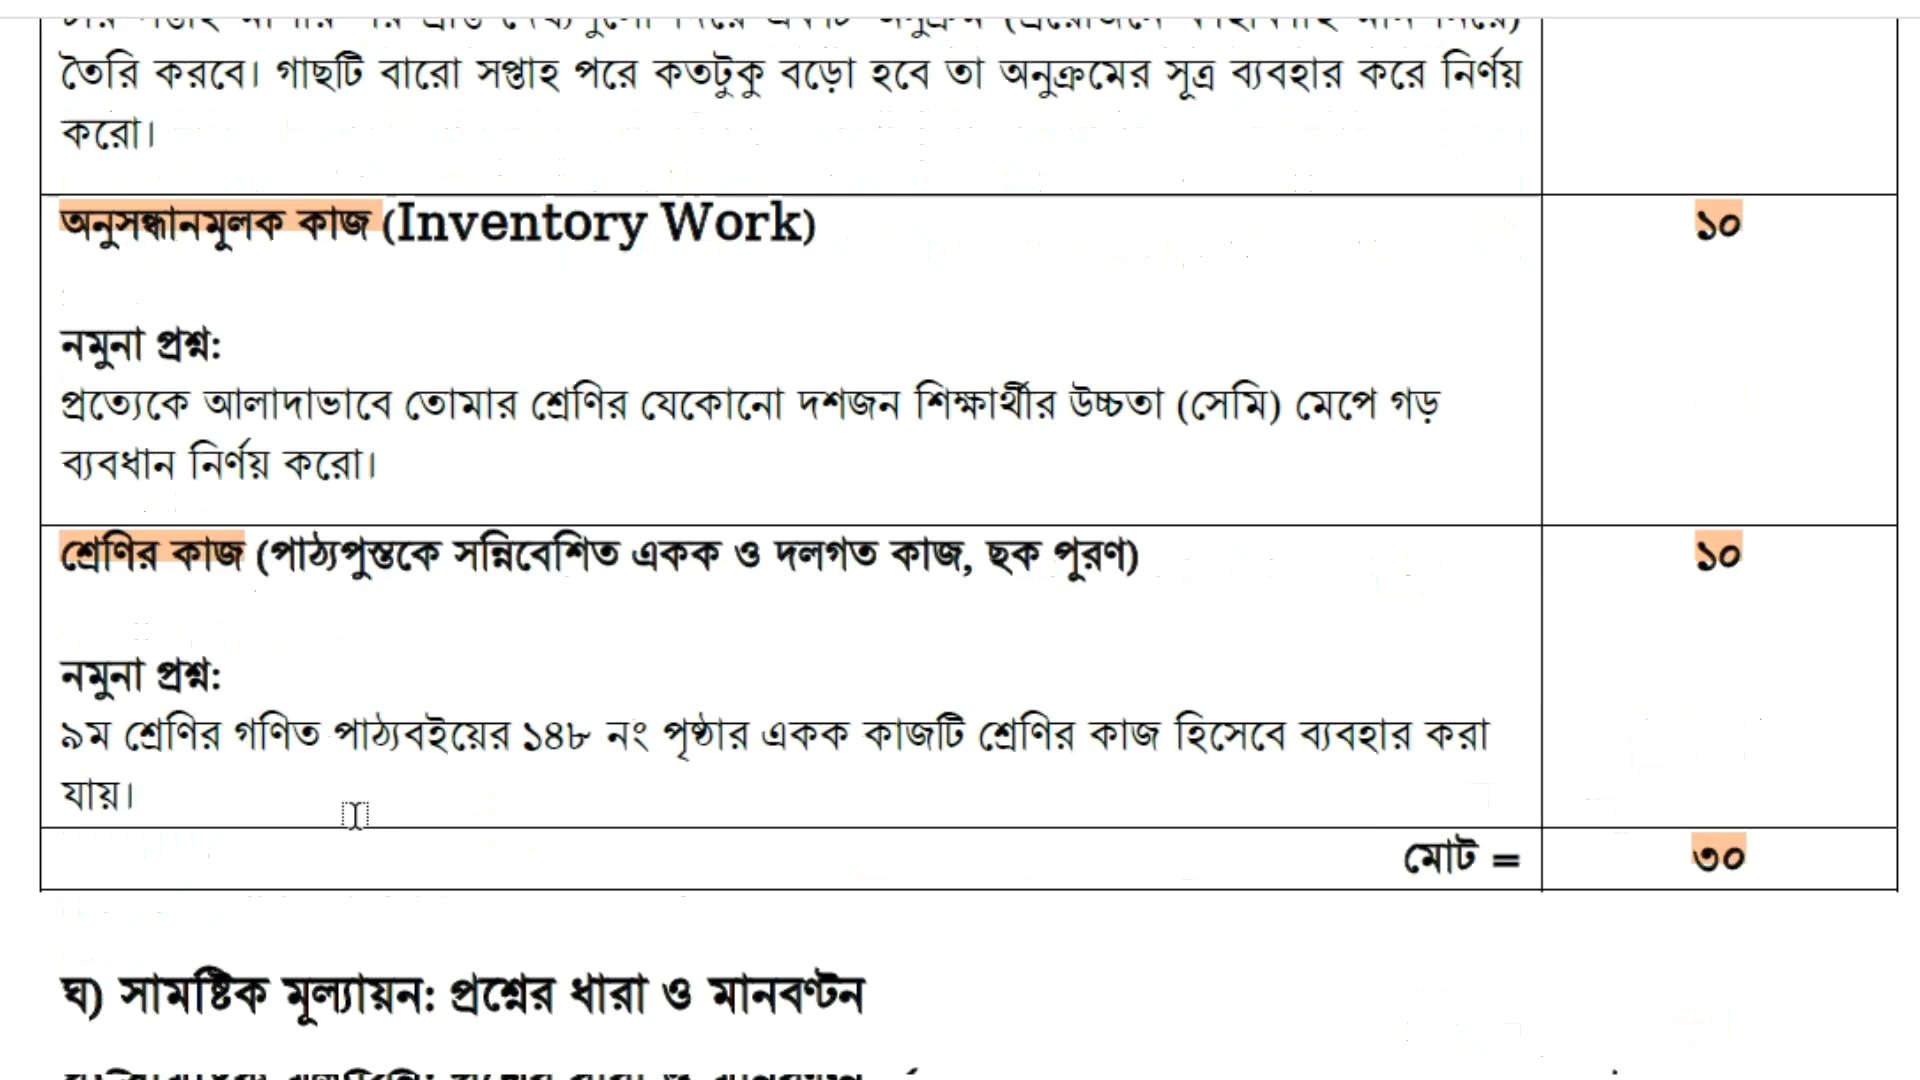 তৈরি করবে। গাছটি বারো সপ্তাহ পরে কতটুকু বড়ো হবে তা অনুক্রমের সূত্র ব্যবহার করে নির্ণয়
করো।
অনুসন্ধানমূলক কাজ (Inventory Work) ১০
নমুনা প্রশ্ন:
প্রত্যেকে আলাদাভাবে তোমার শ্রেণির যেকোনো দশজন শিক্ষার্থীর উচ্চতা (সেমি) মেপে গড়
ব্যবধান নির্ণয় করো।
শ্রেণির কাজ (পাঠ্যপুস্তকে সন্নিবেশিত একক ও দলগত কাজ, ছক পূরণ) ১০
নমুনা প্রশ্ন:
৯ম শ্রেণির গণিত পাঠ্যবইয়ের ১৪৮ নং পৃষ্ঠার একক কাজটি শ্রেণির কাজ হিসেবে ব্যবহার করা
যায়।
মোট = ৩০
ঘ) সামষ্টিক মূল্যায়ন: প্রশ্নের ধারা ও মানবণ্টন